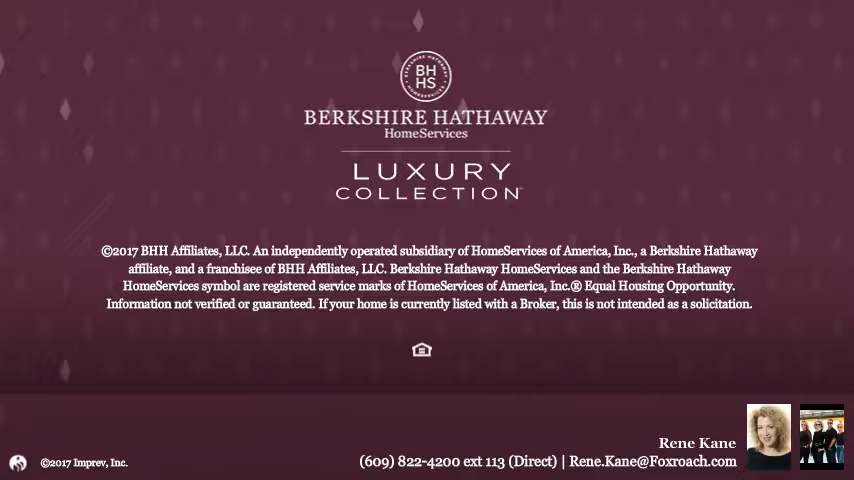 BH
HS
BERKSHIRE HATHAWAY
HOMESERVICES
BERKSHIRE HATHAWAY
HomeServices
LUXURY
COLLECTION
©2017 BHH Affiliates, LLC. An independently operated subsidiary of HomeServices of America, Inc., a Berkshire Hathaway
affiliate, and a franchisee of BHH Affiliates, LLC. Berkshire Hathaway HomeServices and the Berkshire Hathaway
HomeServices symbol are registered service marks of HomeServices of America, Inc.® Equal Housing Opportunity.
Information not verified or guaranteed. If your home is currently listed with a Broker, this is not intended as a solicitation.
Rene Kane
(609) 822-4200 ext 113 (Direct) | Rene.Kane@Foxroach.com
©2017 Imprev, Inc.